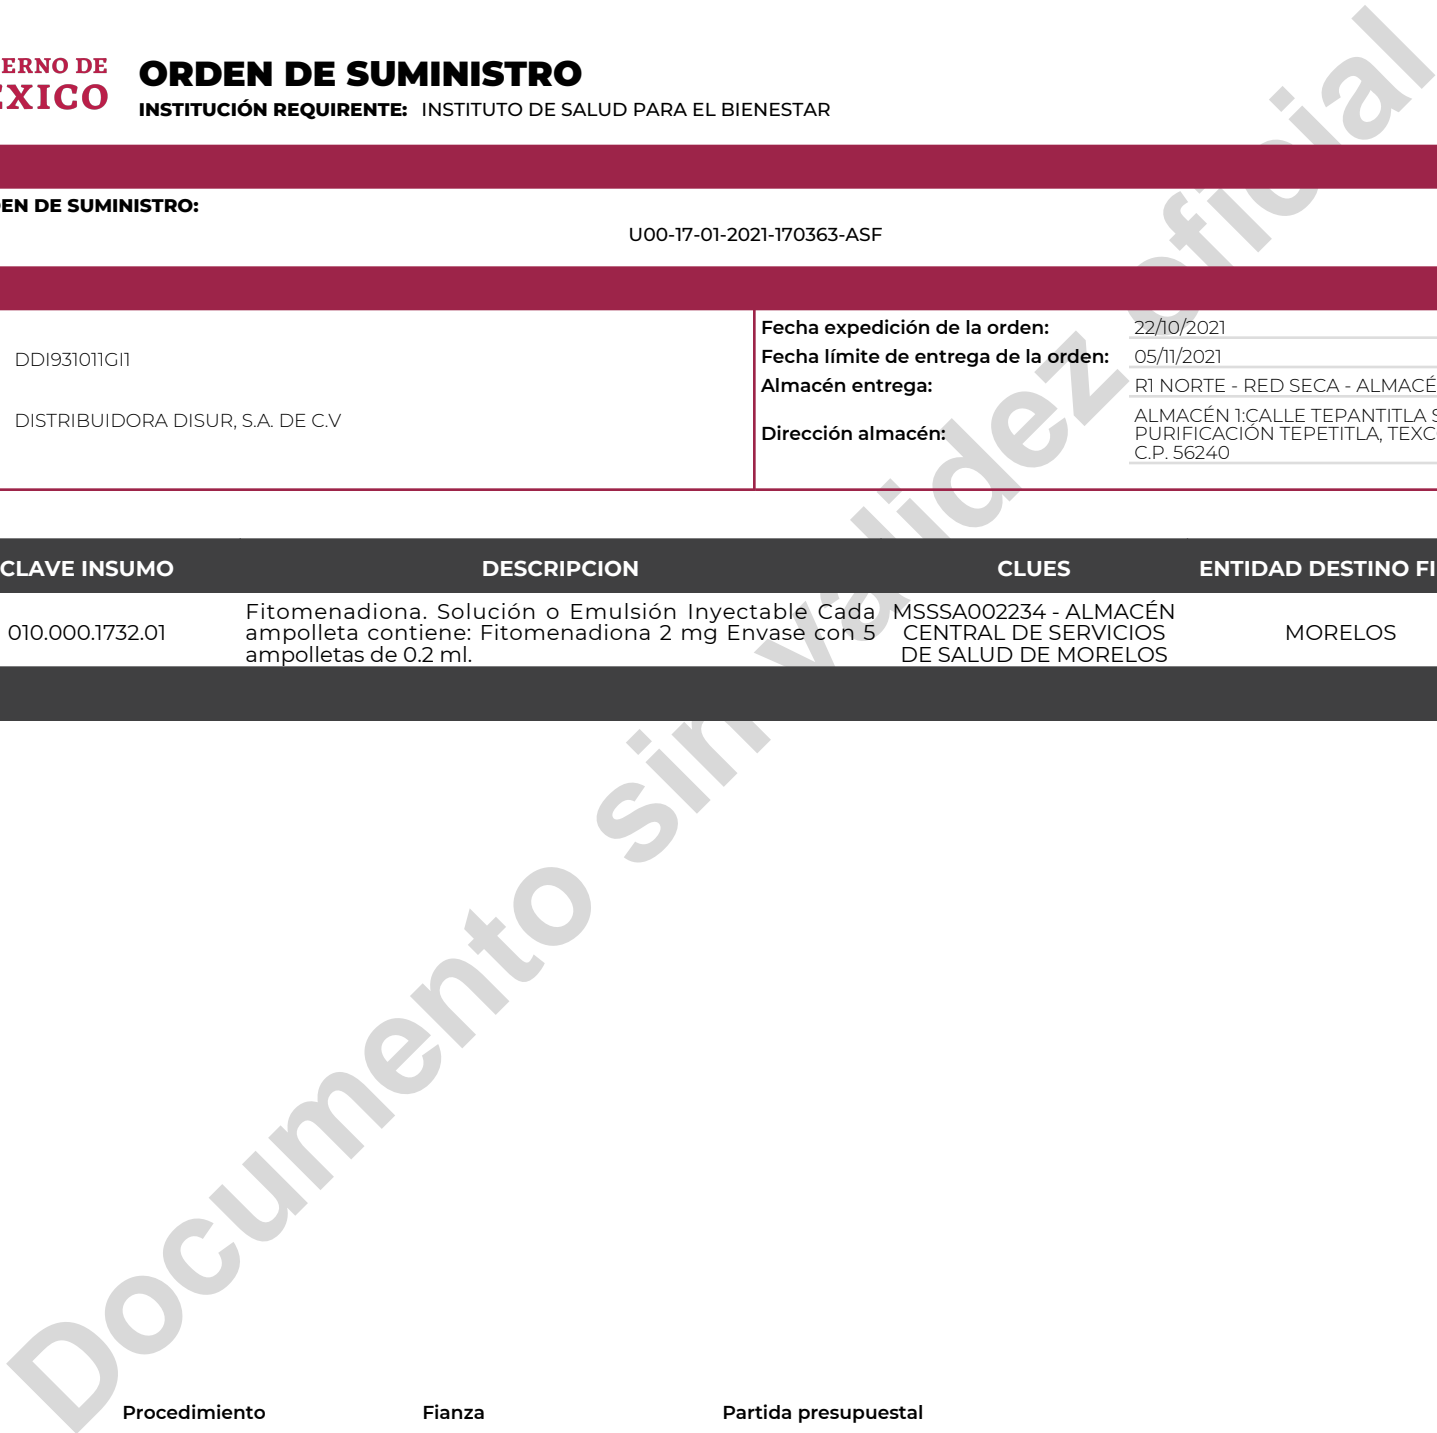 ERNO DE
ÉXICO
ORDEN DE SUMINISTRO
INSTITUCIÓN REQUIRENTE: INSTITUTO DE SALUD PARA EL BIENESTAR
EN DE SUMINISTRO:
U00-17-01-2021-170363-ASF
DDI931011GI1
DISTRIBUIDORA DISUR, S.A. DE C.V
Fecha expedición de la orden: 22/10/2021
Fecha límite de entrega de la orden: 05/11/2021
Almacén entrega: R1 NORTE - RED SECA - ALMACÉ
Dirección almacén:
ALMACÉN 1:CALLE TEPANTITLA S
PURIFICACIÓN TEPETITLA, TEXC
C.P. 56240
CLAVE INSUMO DESCRIPCION CLUES ENTIDAD DESTINO FI
010.000.1732.01
Fitomenadiona. Solución o Emulsión Inyectable Cada
ampolleta contiene: Fitomenadiona 2 mg Envase con 5
ampolletas de 0.2 ml.
MSSSA002234 - ALMACÉN
CENTRAL DE SERVICIOS
DE SALUD DE MORELOS
MORELOS
Documento sin validez oficial
Procedimiento Fianza Partida presupuestal